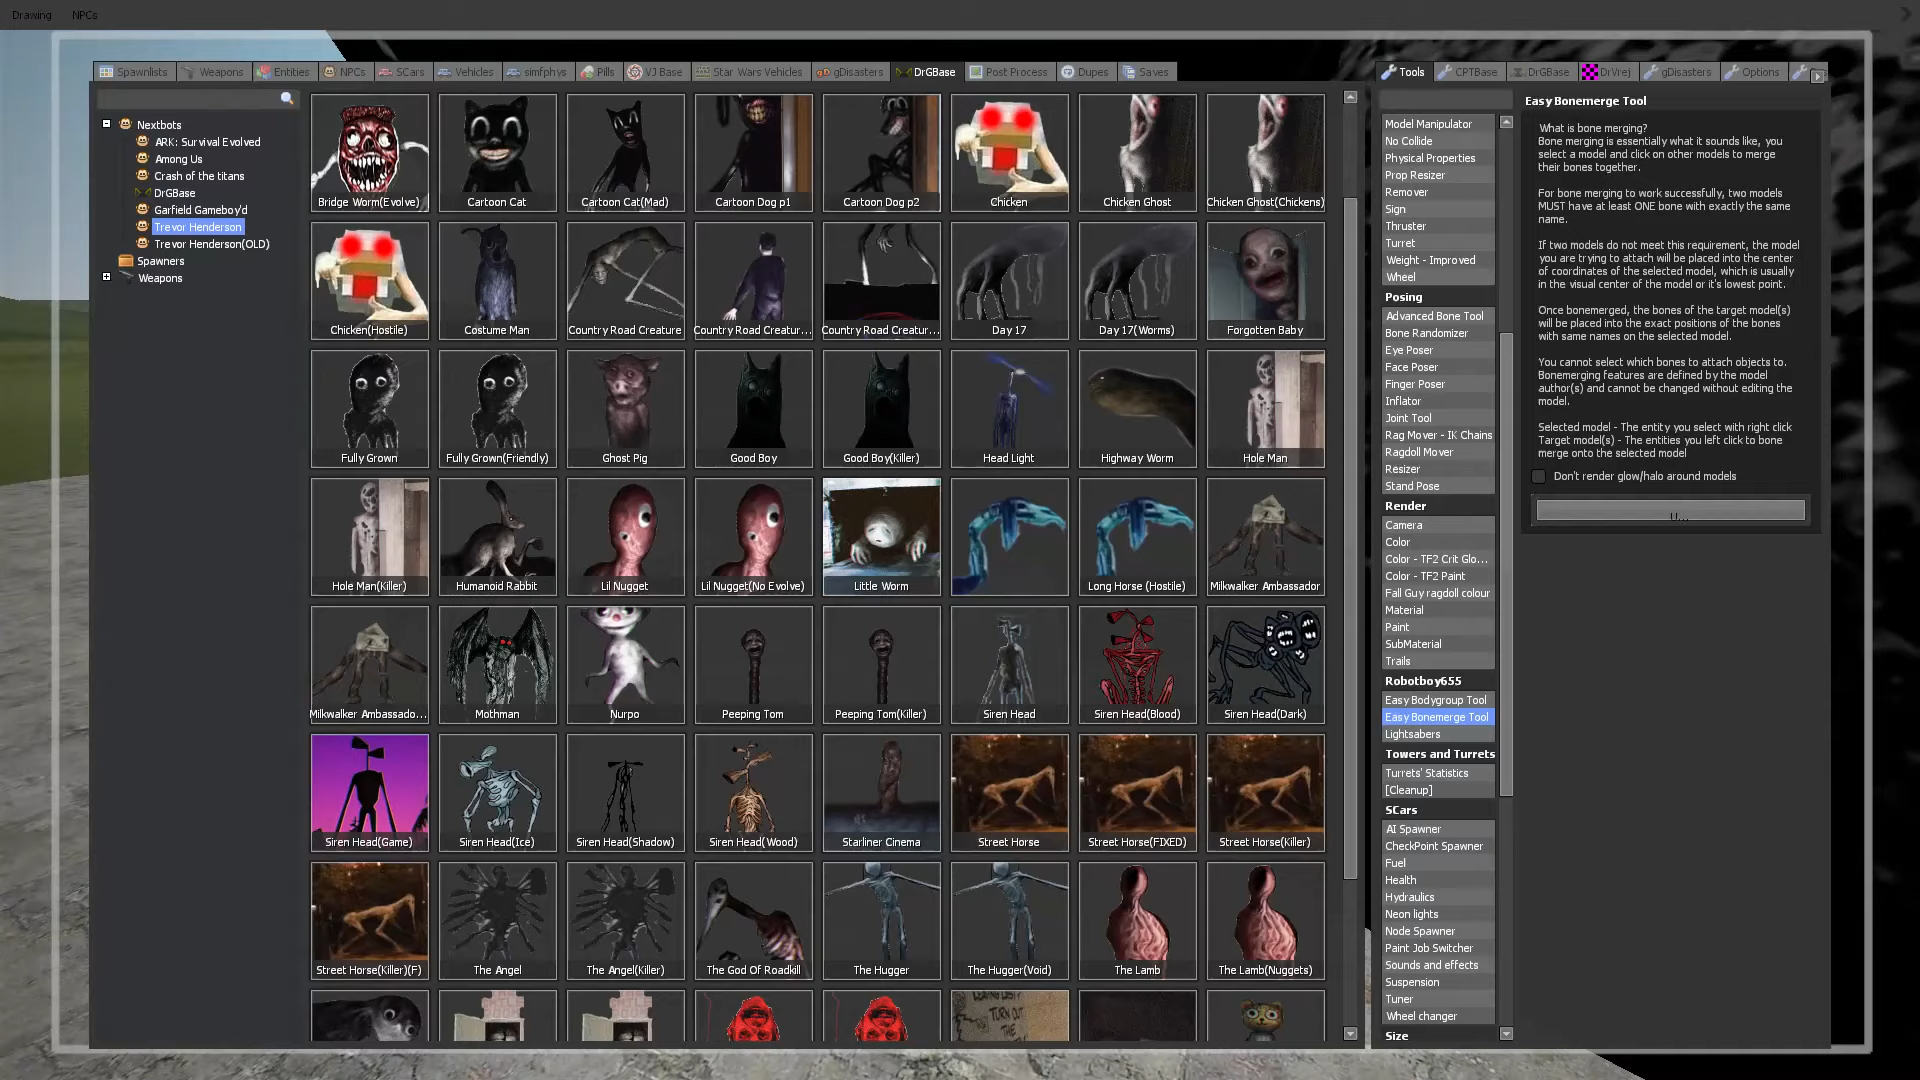 Drawing NPCs
Spawnlists Weapons Entities NPCs SCars Vehicles simfphys Pills VJ Base Star Wars Vehicles gDisasters DrGBase Post Process Dupes Saves
Tools CPTBase DrGBase DrVrej gDisasters Options
Nextbots
ARK: Survival Evolved
Among Us
Crash of the titans
DrGBase
Garfield Gameboy'd
Trevor Henderson
Trevor Henderson(OLD)
Spawners
Weapons
Bridge Worm(Evolve) Cartoon Cat Cartoon Cat(Mad) Cartoon Dog p1 Cartoon Dog p2 Chicken Chicken Ghost Chicken Ghost(Chickens)
Chicken(Hostile) Costume Man Country Road Creature Country Road Creatur... Country Road Creatur... Day 17 Day 17(Worms) Forgotten Baby
Fully Grown Fully Grown(Friendly) Ghost Pig Good Boy Good Boy(Killer) Head Light Highway Worm Hole Man
Hole Man(Killer) Humanoid Rabbit Lil Nugget Lil Nugget(No Evolve) Little Worm Long Horse (Hostile) Milkwalker Ambassador
Milkwalker Ambassado... Mothman Nurpo Peeping Tom Peeping Tom(Killer) Siren Head Siren Head(Blood) Siren Head(Dark)
Siren Head(Game) Siren Head(Ice) Siren Head(Shadow) Siren Head(Wood) Starliner Cinema Street Horse Street Horse(FIXED) Street Horse(Killer)
Street Horse(Killer)(F) The Angel The Angel(Killer) The God Of Roadkill The Hugger The Hugger(Void) The Lamb The Lamb(Nuggets)
TURN OUT
THE
Model Manipulator
No Collide
Physical Properties
Prop Resizer
Remover
Sign
Thruster
Turret
Weight - Improved
Wheel
Posing
Advanced Bone Tool
Bone Randomizer
Eye Poser
Face Poser
Finger Poser
Inflator
Joint Tool
Rag Mover - IK Chains
Ragdoll Mover
Resizer
Stand Pose
Render
Camera
Color
Color - TF2 Crit Glo...
Color - TF2 Paint
Fall Guy ragdoll colour
Material
Paint
SubMaterial
Trails
Robotboy655
Easy Bodygroup Tool
Easy Bonemerge Tool
Lightsabers
Towers and Turrets
Turrets' Statistics
[Cleanup]
SCars
AI Spawner
CheckPoint Spawner
Fuel
Health
Hydraulics
Neon lights
Node Spawner
Paint Job Switcher
Sounds and effects
Suspension
Tuner
Wheel changer
Size
Easy Bonemerge Tool
What is bone merging?
Bone merging is essentially what it sounds like, you
select a model and click on other models to merge
their bones together.
For bone merging to work successfully, two models
MUST have at least ONE bone with exactly the same
name.
If two models do not meet this requirement, the model
you are trying to attach will be placed into the center
of coordinates of the selected model, which is usually
in the visual center of the model or it's lowest point.
Once bonemerged, the bones of the target model(s)
will be placed into the exact positions of the bones
with same names on the selected model.
You cannot select which bones to attach objects to.
Bonemerging features are defined by the model
author(s) and cannot be changed without editing the
model.
Selected model - The entity you select with right click
Target model(s) - The entities you left click to bone
merge onto the selected model
Don't render glow/halo around models
U...